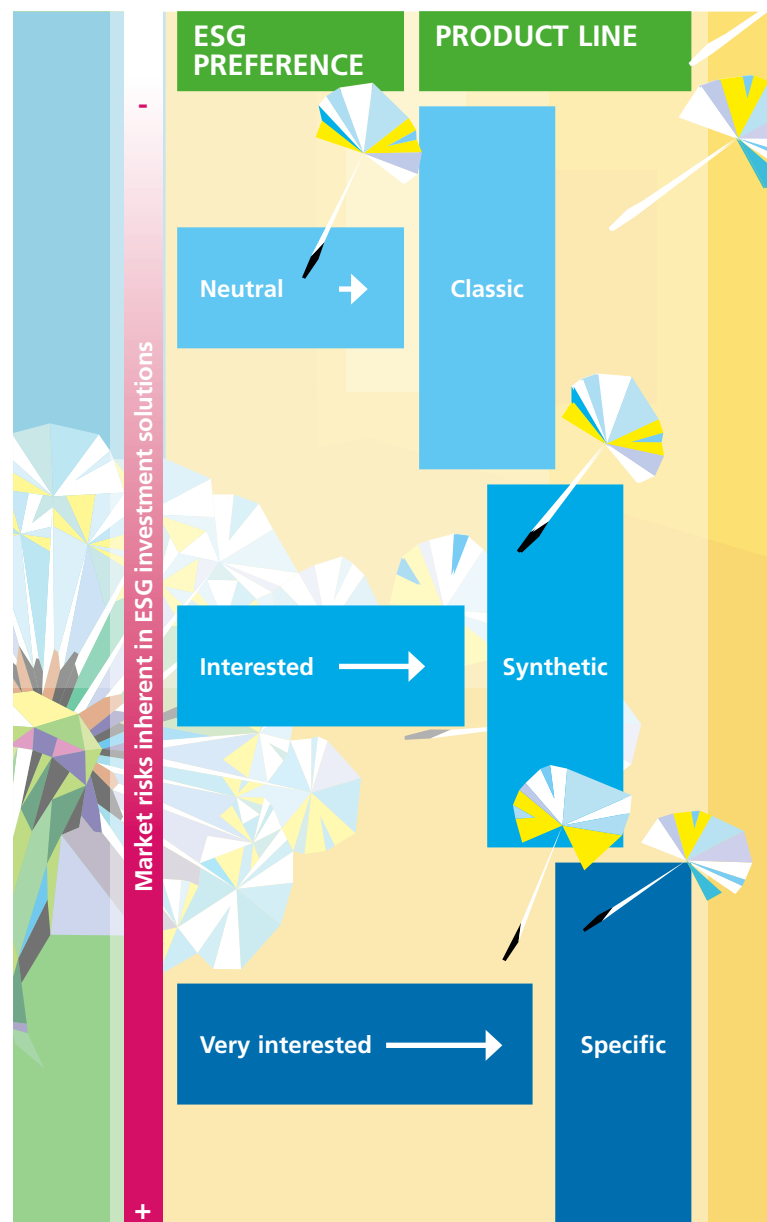 ESG
PREFERENCE
PRODUCT LINE
-
Neutral
Classic
Market risks inherent in ESG investment solutions
Interested
Synthetic
Very interested
Specific
+